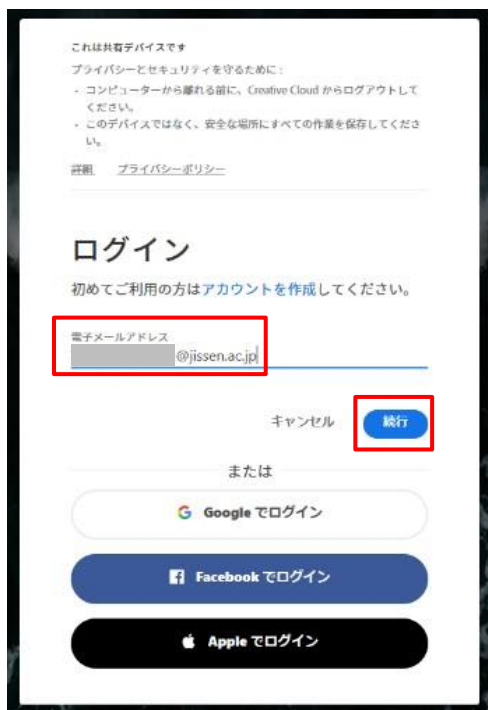 これは共有デバイスです
プライバシーとセキュリティを守るために :
- コンピューターから離れる前に、Creative Cloud からログアウトして
ください。
- このデバイスではなく、安全な場所にすべての作業を保存してくださ
い。
詳細 プライバシーポリシー
ログイン
初めてご利用の方はアカウントを作成してください。
電子メールアドレス
@jissen.ac.jp
キャンセル 続行
または
Google でログイン
Facebook でログイン
Apple でログイン